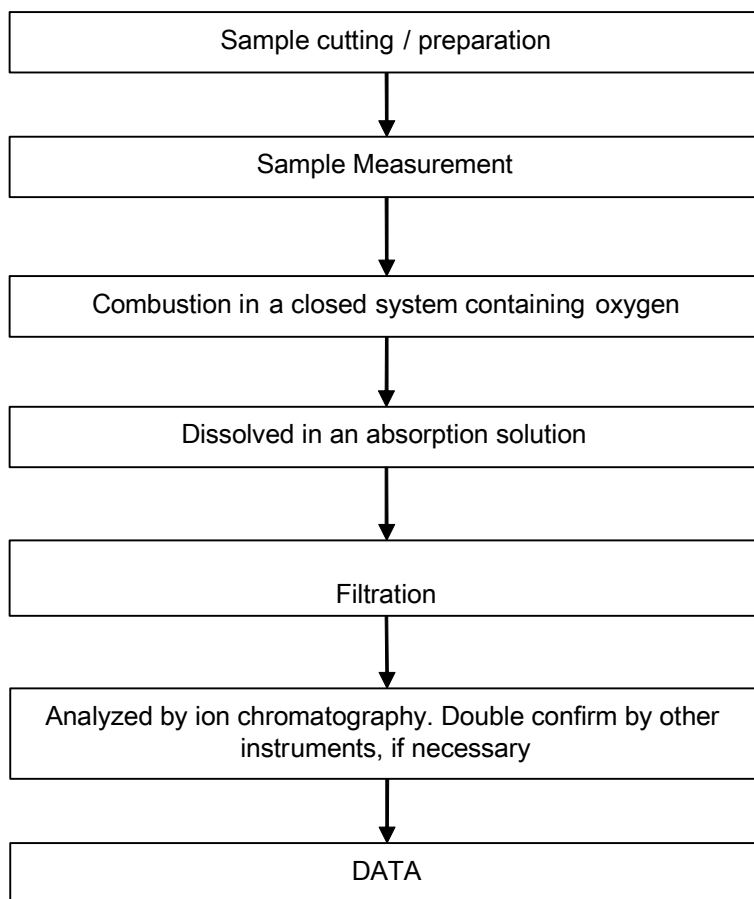 Sample cutting / preparation
Sample Measurement
Combustion in a closed system containing oxygen
Dissolved in an absorption solution
Filtration
Analyzed by ion chromatography. Double confirm by other
instruments, if necessary
DATA